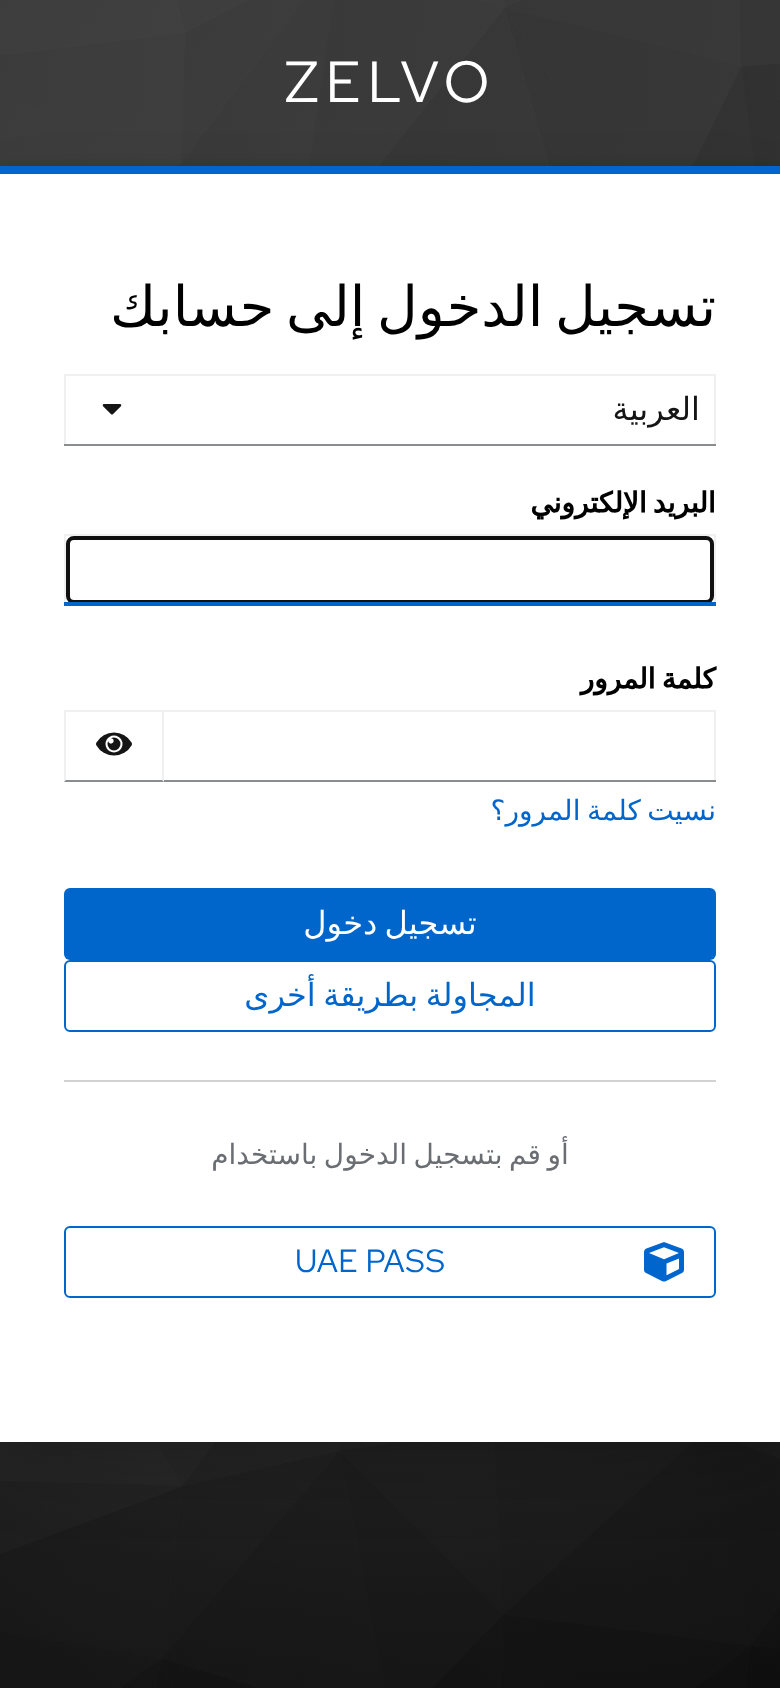 ZELVO
تسجيل الدخول إلى حسابك
العربية
البريد الإلكتروني
كلمة المرور
نسيت كلمة المرور؟
تسجيل دخول
المجاولة بطريقة أخرى
أو قم بتسجيل الدخول باستخدام
UAE PASS